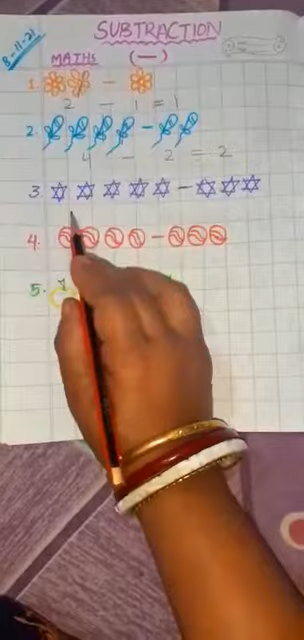 8-11-21
SUBTRACTION
MATHS (—)
1. —
2 — 1 = 1
2. —
4 — 2 = 2
3 —
4. —
5.